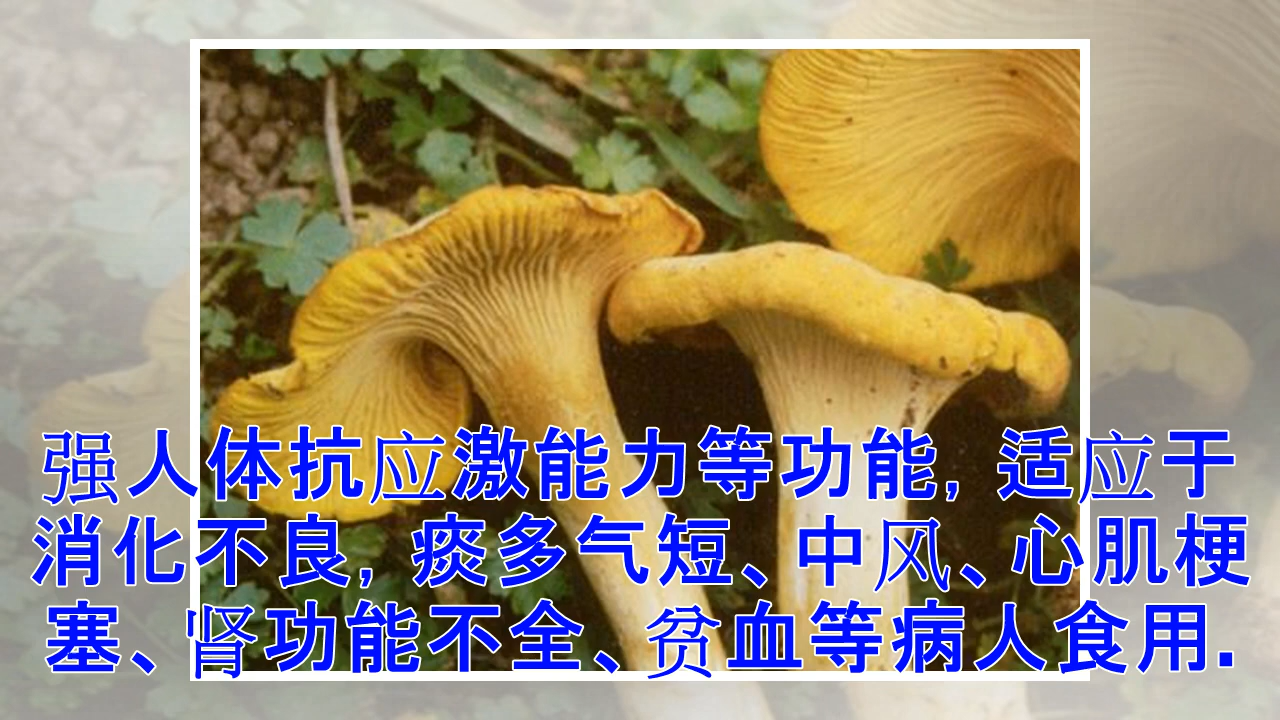 强人体抗应激能力等功能, 适应于
消化不良, 痰多气短、中风、心肌梗
塞、肾功能不全、贫血等病人食用.